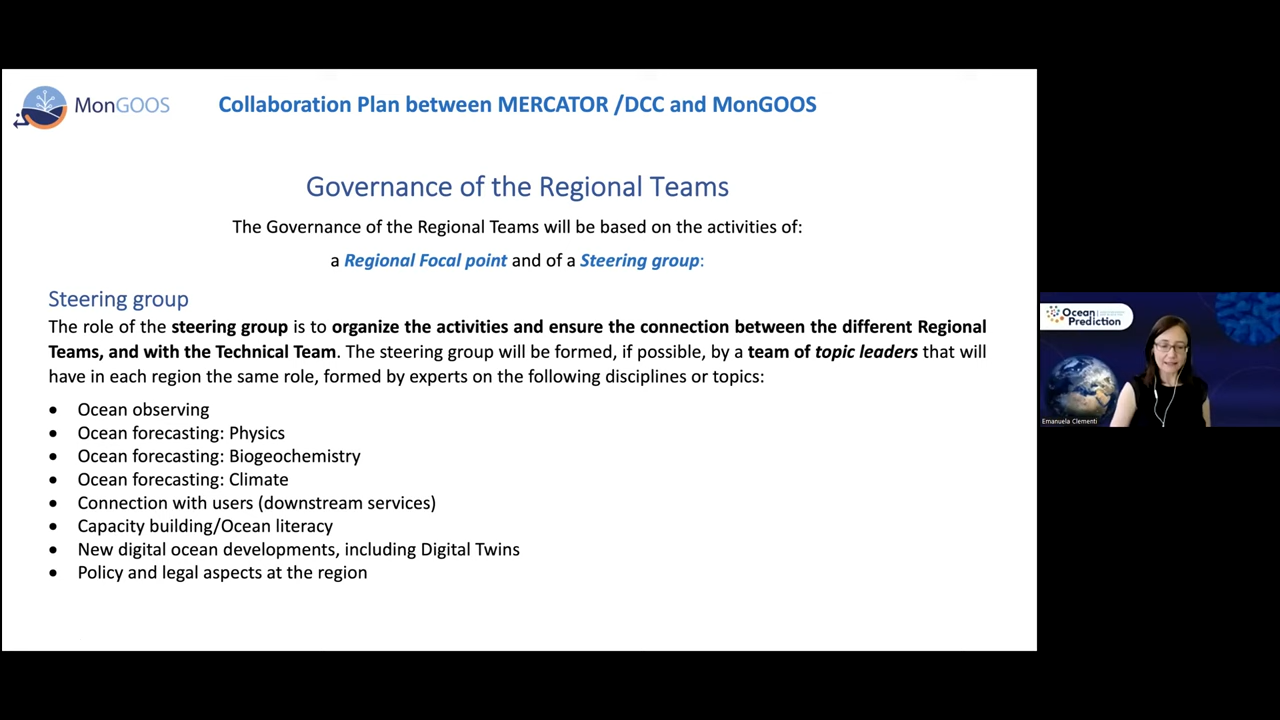 MonGOOS
Collaboration Plan between MERCATOR /DCC and MonGOOS
Governance of the Regional Teams
The Governance of the Regional Teams will be based on the activities of:
a Regional Focal point and of a Steering group:
Steering group
The role of the steering group is to organize the activities and ensure the connection between the different Regional
Teams, and with the Technical Team. The steering group will be formed, if possible, by a team of topic leaders that will
have in each region the same role, formed by experts on the following disciplines or topics:
• Ocean observing
• Ocean forecasting: Physics
• Ocean forecasting: Biogeochemistry
• Ocean forecasting: Climate
• Connection with users (downstream services)
• Capacity building/Ocean literacy
• New digital ocean developments, including Digital Twins
• Policy and legal aspects at the region
Ocean
Prediction
Emanuela Clementi